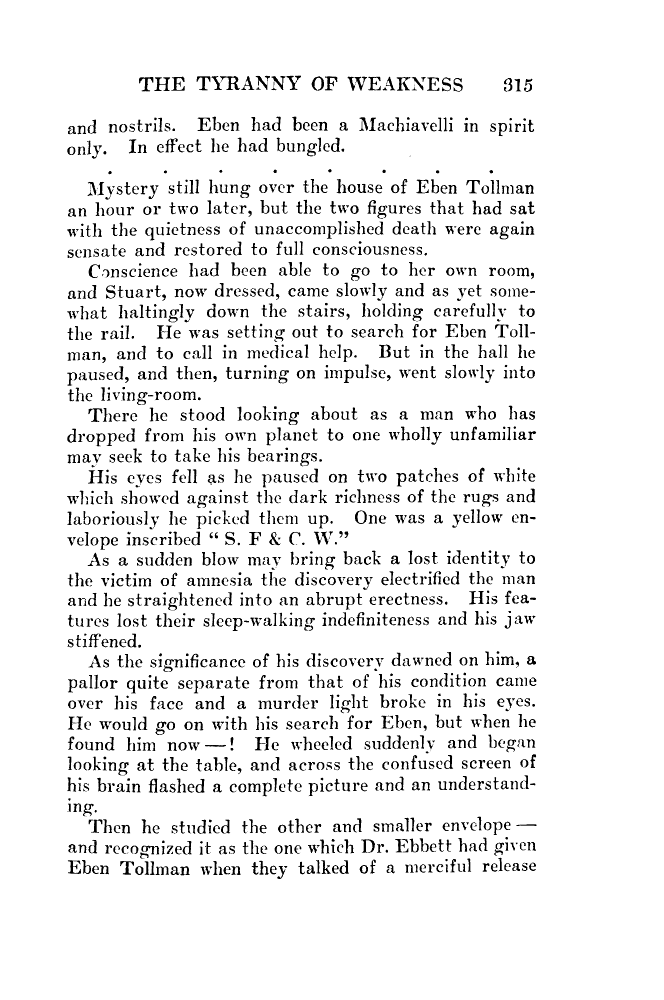 THE TYRANNY OF WEAKNESS 315
and nostrils. Eben had been a Machiavelli in spirit
only. In effect he had bungled.
. . . . . . . .
Mystery still hung over the house of Eben Tollman
an hour or two later, but the two figures that had sat
with the quietness of unaccomplished death were again
sensate and restored to full consciousness.
Conscience had been able to go to her own room,
and Stuart, now dressed, came slowly and as yet some-
what haltingly down the stairs, holding carefully to
the rail. He was setting out to search for Eben Toll-
man, and to call in medical help. But in the hall he
paused, and then, turning on impulse, went slowly into
the living-room.
There he stood looking about as a man who has
dropped from his own planet to one wholly unfamiliar
may seek to take his bearings.
His eyes fell as he paused on two patches of white
which showed against the dark richness of the rugs and
laboriously he picked them up. One was a yellow en-
velope inscribed " S. F & C. W."
As a sudden blow may bring back a lost identity to
the victim of amnesia the discovery electrified the man
and he straightened into an abrupt erectness. His fea-
tures lost their sleep-walking indefiniteness and his jaw
stiffened.
As the significance of his discovery dawned on him, a
pallor quite separate from that of his condition came
over his face and a murder light broke in his eyes.
He would go on with his search for Eben, but when he
found him now — ! He wheeled suddenly and began
looking at the table, and across the confused screen of
his brain flashed a complete picture and an understand-
ing.
Then he studied the other and smaller envelope —
and recognized it as the one which Dr. Ebbett had given
Eben Tollman when they talked of a merciful release